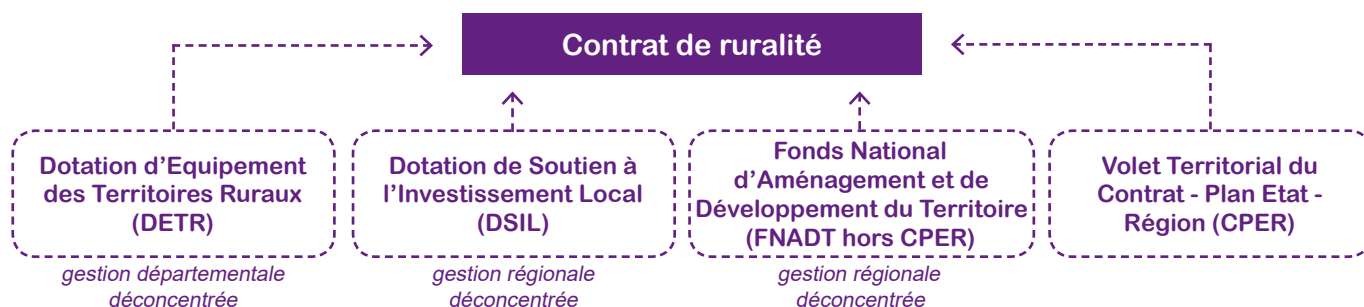 Contrat de ruralité
Dotation d’Equipement
des Territoires Ruraux
(DETR)
gestion départementale
déconcentrée
Dotation de Soutien à
l’Investissement Local
(DSIL)
gestion régionale
déconcentrée
Fonds National
d’Aménagement et de
Développement du Territoire
(FNADT hors CPER)
gestion régionale
déconcentrée
Volet Territorial du
Contrat - Plan Etat -
Région (CPER)